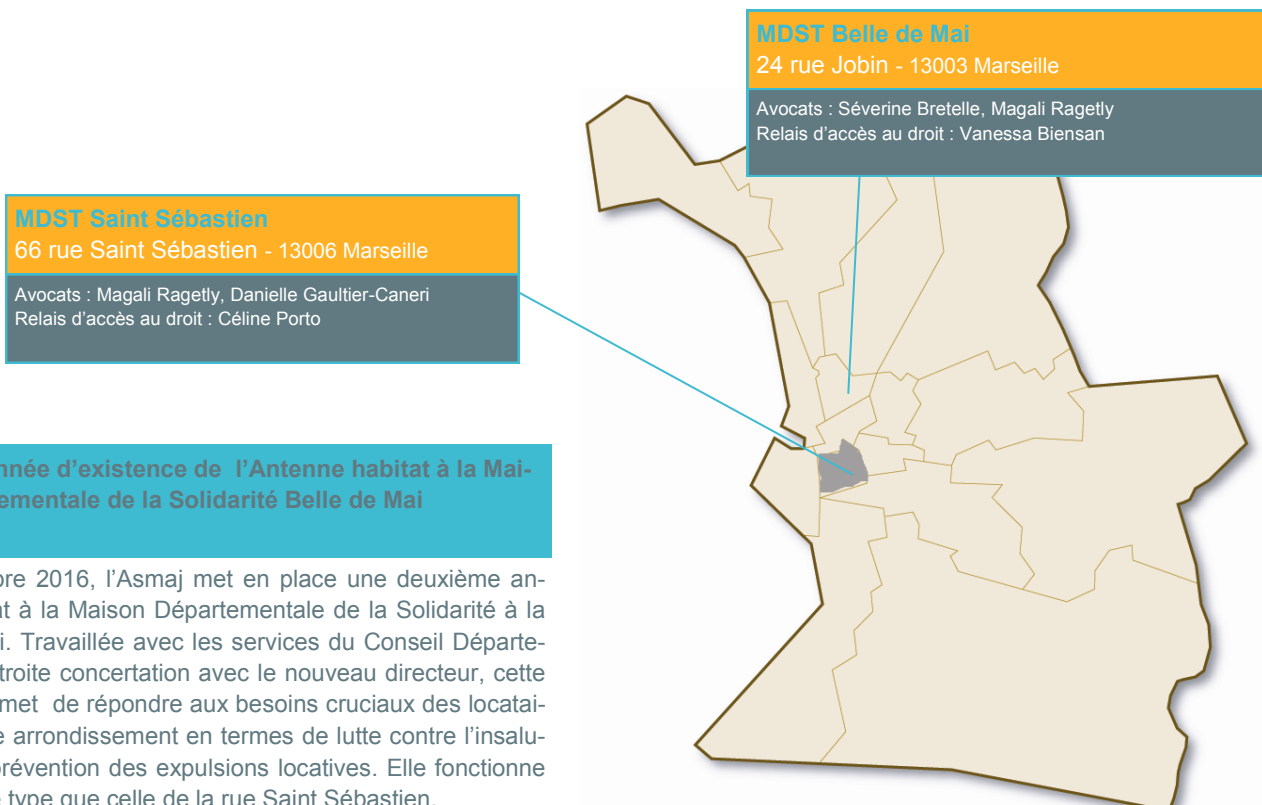 MDST Belle de Mai
24 rue Jobin - 13003 Marseille
Avocats : Séverine Bretelle, Magali Ragetly
Relais d’accès au droit : Vanessa Biensan
MDST Saint Sébastien
66 rue Saint Sébastien - 13006 Marseille
Avocats : Magali Ragetly, Danielle Gaultier-Caneri
Relais d’accès au droit : Céline Porto
nnée d’existence de l’Antenne habitat à la Mai-
ementale de la Solidarité Belle de Mai
bre 2016, l’Asmaj met en place une deuxième an-
at à la Maison Départementale de la Solidarité à la
i. Travaillée avec les services du Conseil Départe-
troite concertation avec le nouveau directeur, cette
met de répondre aux besoins cruciaux des locatai-
e arrondissement en termes de lutte contre l’insalu-
prévention des expulsions locatives. Elle fonctionne
e type que celle de la rue Saint Sébastien.